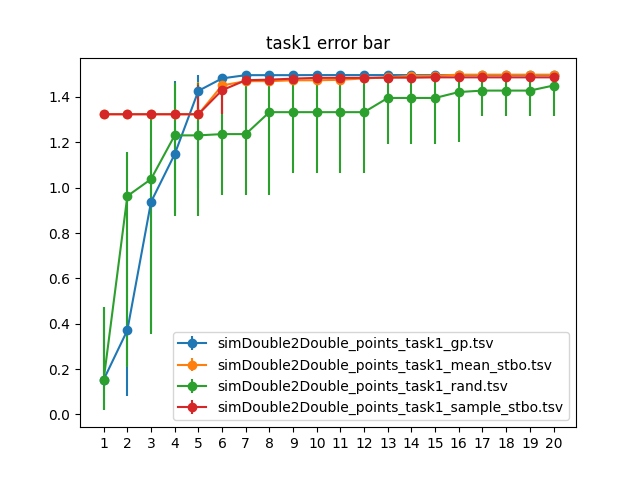 task1 error bar
1.4
1.2
1.0
0.8
0.6
0.4
0.2
0.0
simDouble2Double_points_task1_gp.tsv
simDouble2Double_points_task1_mean_stbo.tsv
simDouble2Double_points_task1_rand.tsv
simDouble2Double_points_task1_sample_stbo.tsv
1 2 3 4 5 6 7 8 9 10 11 12 13 14 15 16 17 18 19 20